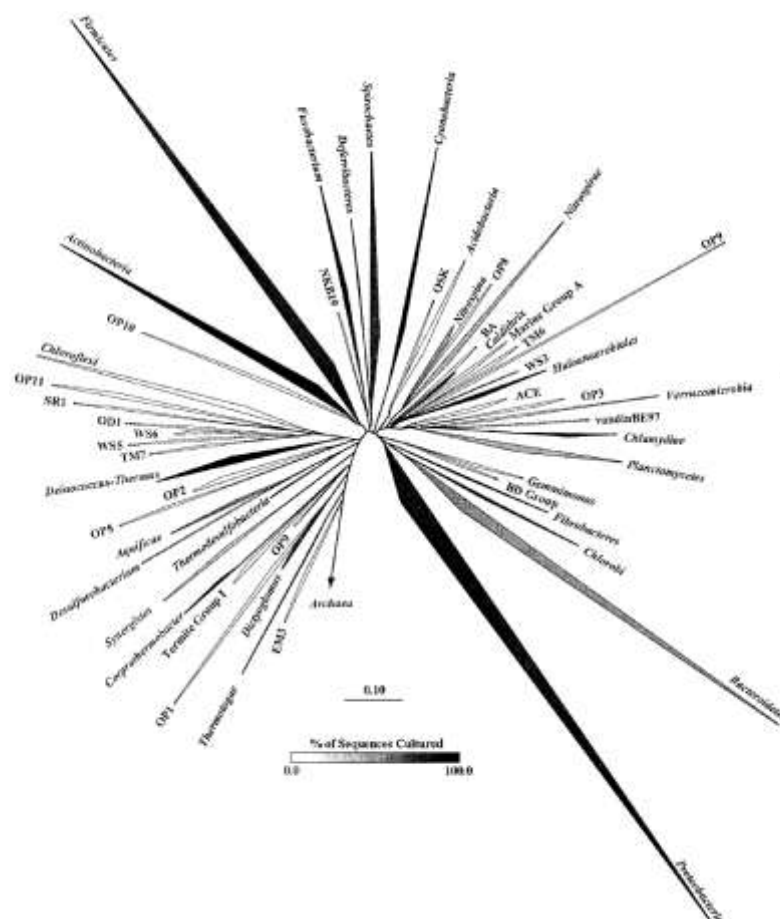 Firmicutes
Spirochaetes
Cyanobacteria
Fusobacterium
Deferribacteres
Nitrospirae
Acidobacteria
OP9
Actinobacteria
OSK
OP8
NKB19
Nitrospina
BA
Caldithrix
Marine Group A
TM6
OP10
WS3
Haloanaerobiales
Chloroflexi
OP11
ACE
OP3
Verrucomicrobia
SR1
OD1
WS6
vadinBE97
WS5
Chlamydiae
TM7
Planctomycetes
Deinococcus-Thermus
OP2
Gemmimonas
BD Group
OP5
Fibrobacteres
Aquificae
Thermodesulfobacteria
Chlorobi
Desulfurobacterium
OP9
Synergistes
Coprothermobacter
Termite Group I
Dictyoglomus
Archaea
EM3
OP1
Thermotogae
Bacteroidetes
0.10
% of Sequences Cultured
0.0
100.0
Proteobacteria